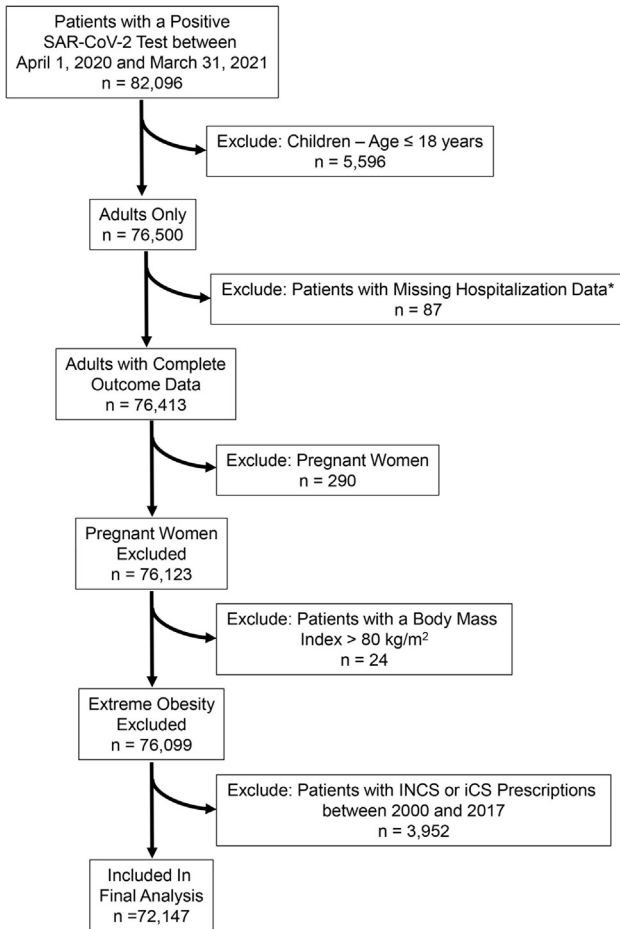 Patients with a Positive
SAR-CoV-2 Test between
April 1, 2020 and March 31, 2021
n = 82,096
Exclude: Children – Age ≤ 18 years
n = 5,596
Adults Only
n = 76,500
Exclude: Patients with Missing Hospitalization Data*
n = 87
Adults with Complete
Outcome Data
n = 76,413
Exclude: Pregnant Women
n = 290
Pregnant Women
Excluded
n = 76,123
Exclude: Patients with a Body Mass
Index > 80 kg/m²
n = 24
Extreme Obesity
Excluded
n = 76,099
Exclude: Patients with INCS or iCS Prescriptions
between 2000 and 2017
n = 3,952
Included In
Final Analysis
n =72,147